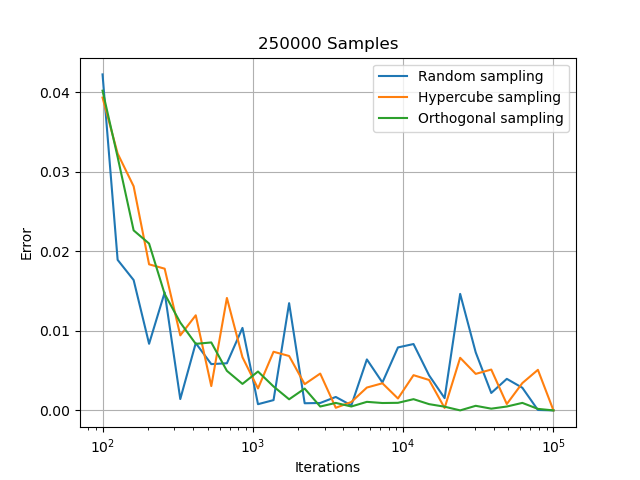 250000 Samples
Random sampling
Hypercube sampling
Orthogonal sampling
0.04
0.03
0.02
0.01
0.00
Error
10²
10³
10⁴
10⁵
Iterations